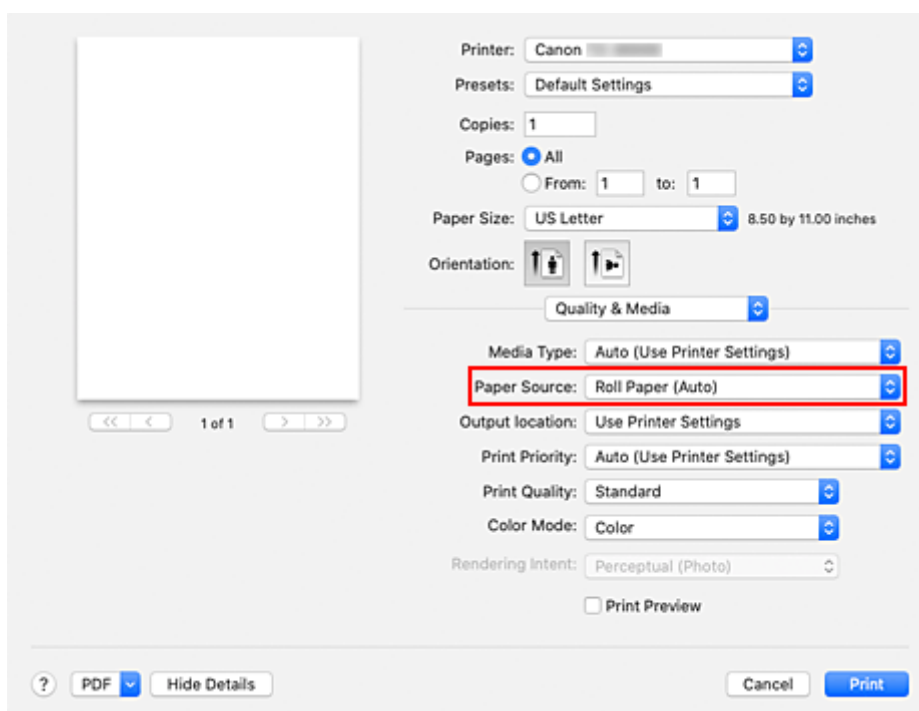 Printer: Canon
Presets: Default Settings
Copies: 1
Pages: All
From: 1 to: 1
Paper Size: US Letter 8.50 by 11.00 inches
Orientation:
Quality & Media
Media Type: Auto (Use Printer Settings)
Paper Source: Roll Paper (Auto)
<< < 1 of 1 > >>
Output location: Use Printer Settings
Print Priority: Auto (Use Printer Settings)
Print Quality: Standard
Color Mode: Color
Rendering Intent: Perceptual (Photo)
Print Preview
? PDF Hide Details Cancel Print